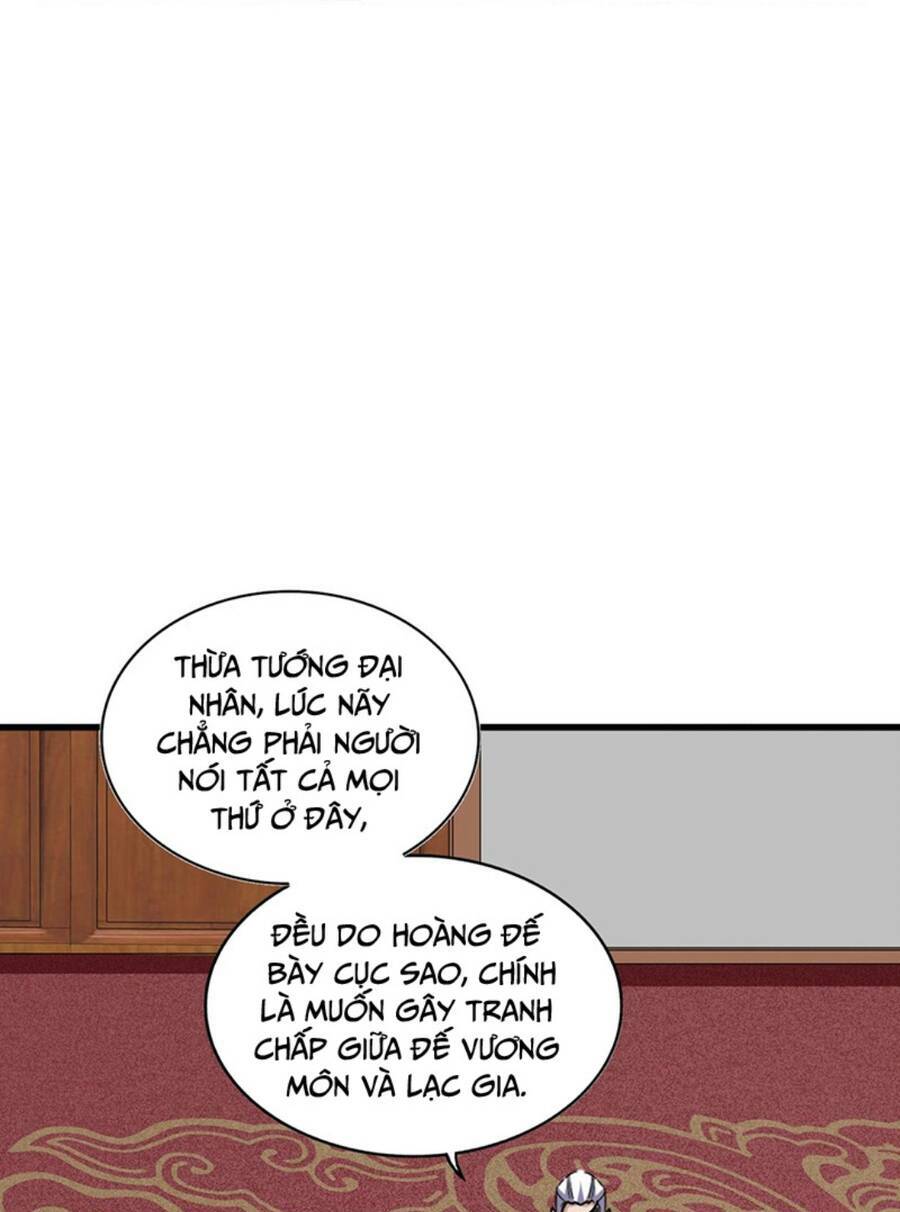 THỪA TƯỚNG ĐẠI
NHÂN, LÚC NÃY
CHẲNG PHẢI NGƯỜI
NÓI TẤT CẢ MỌI
THỨ Ở ĐÂY,
ĐỀU DO HOÀNG ĐẾ
BÀY CỤC SAO, CHÍNH
LÀ MUỐN GÂY TRANH
CHẤP GIỮA ĐẾ VƯƠNG
MÔN VÀ LẠC GIA.